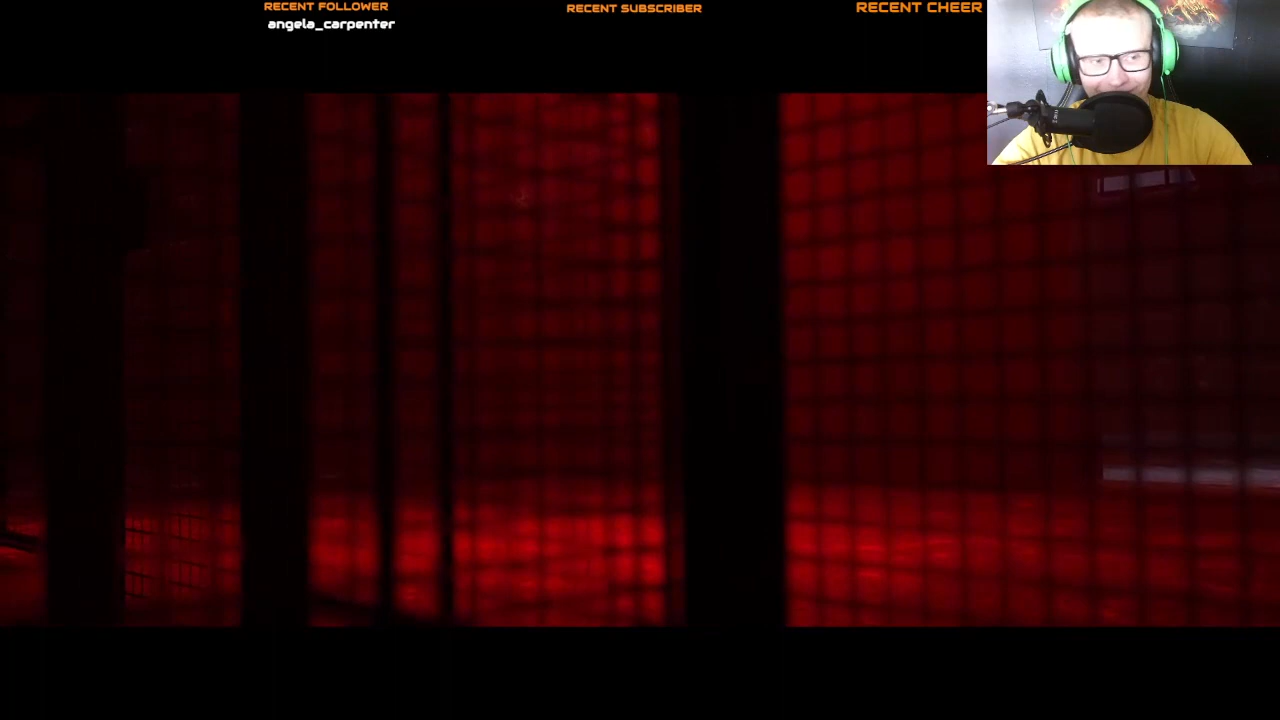 RECENT FOLLOWER
angela_carpenter
RECENT SUBSCRIBER
RECENT CHEER